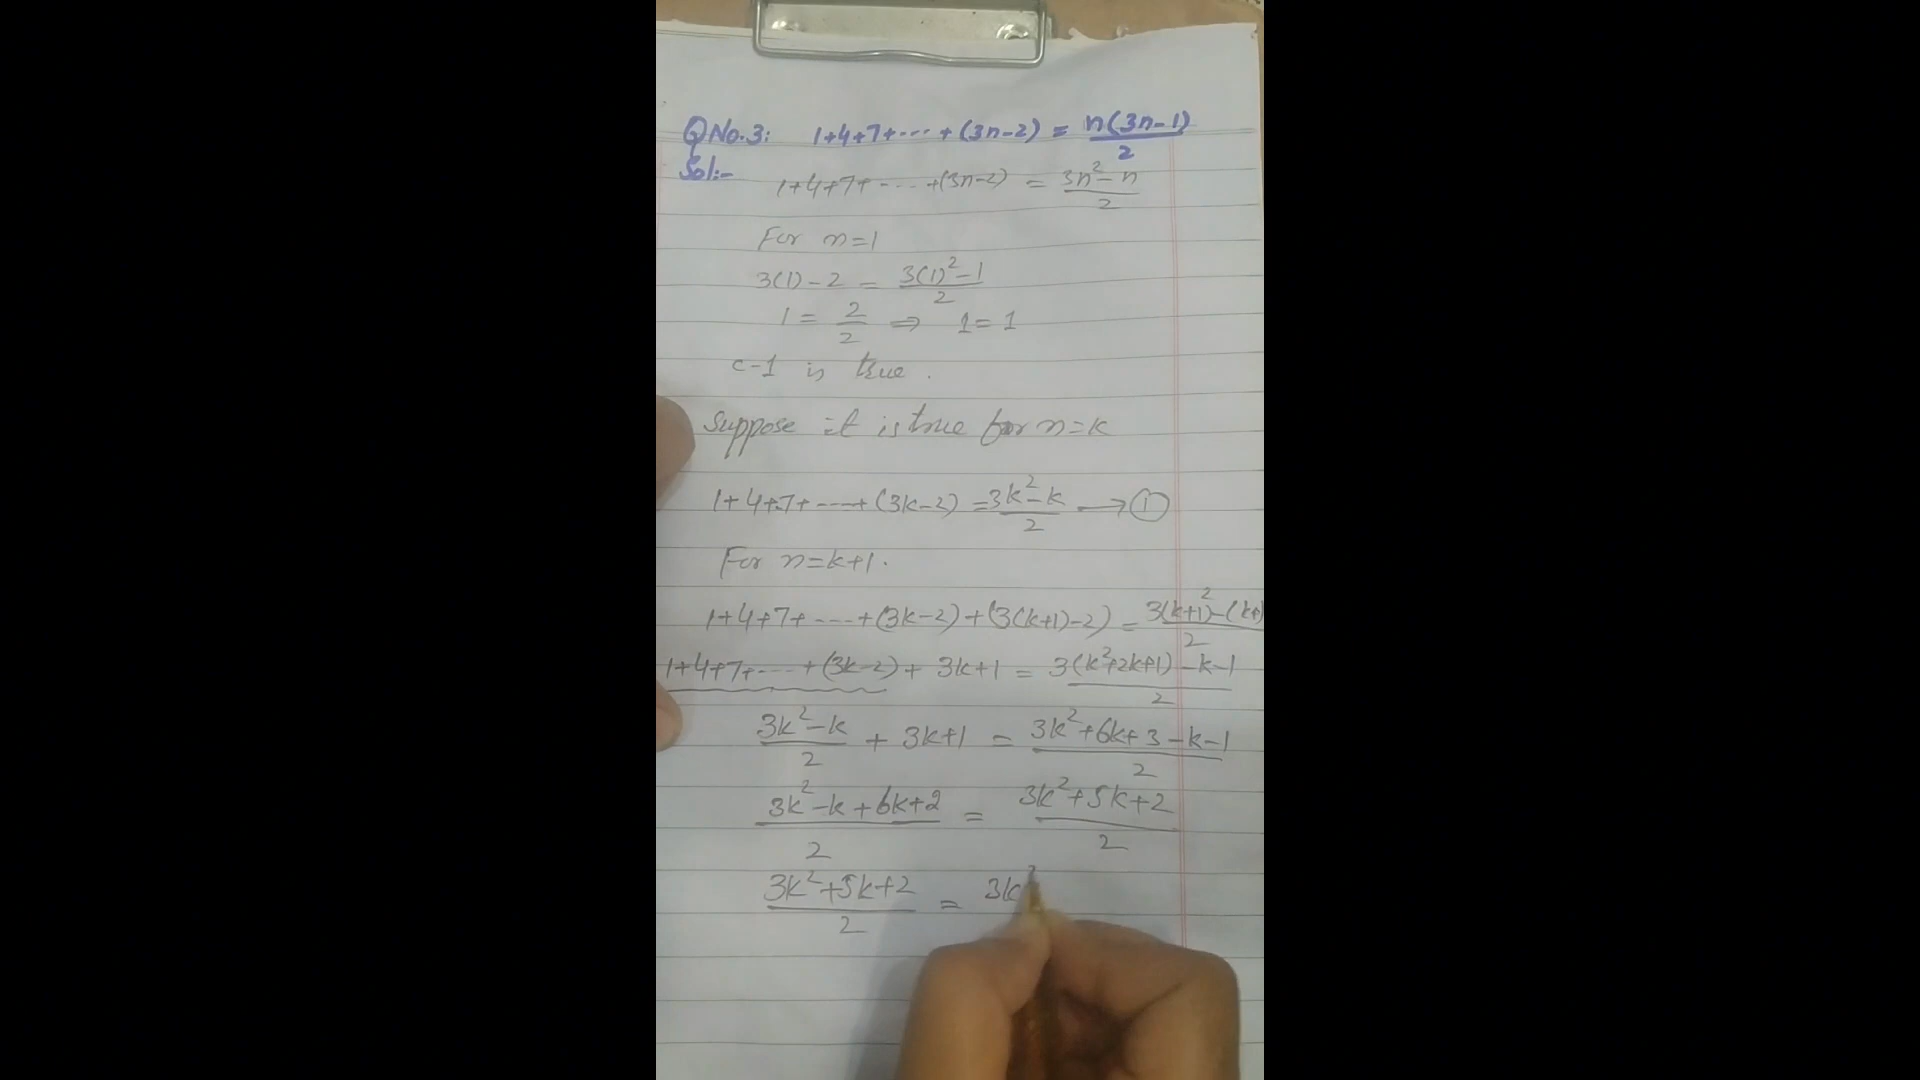 QNo.3: 1+4+7+---- +(3n-2) = n(3n-1)/2
Sol:-
1+4+7+ - ---- +(3n-2) = 3n²-n/2
For n=1
3(1)-2 = 3(1)²-1/2
1 = 2/2 ⇒ 1=1
c-1 is true.
Suppose it is true for n=k
1+4+7+----+(3k-2) = 3k²-k/2 → ①
For n=k+1.
1+4+7+ - ---+(3k-2)+(3(k+1)-2) = 3(k+1)²-(k+1)/2
1+4+7+- --- +(3k-2)+ 3k+1 = 3(k²+2k+1)-k-1/2
3k²-k/2 + 3k+1 = 3k²+6k+3-k-1/2
3k²-k+6k+2/2 = 3k²+5k+2/2
3k²+5k+2/2 = 3k²